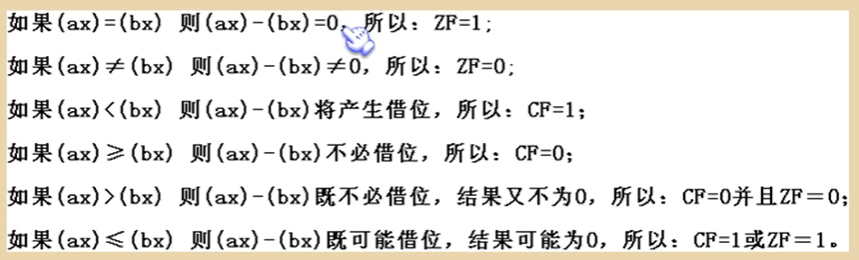 如果(ax)=(bx) 则(ax)-(bx)=0，所以：ZF=1;
如果(ax)≠(bx) 则(ax)-(bx)≠0，所以：ZF=0;
如果(ax)<(bx) 则(ax)-(bx)将产生借位，所以：CF=1；
如果(ax)≥(bx) 则(ax)-(bx)不必借位，所以：CF=0；
如果(ax)>(bx) 则(ax)-(bx)既不必借位，结果又不为0，所以：CF=0并且ZF＝0；
如果(ax)≤(bx) 则(ax)-(bx)既可能借位，结果可能为0，所以：CF=1或ZF＝1。